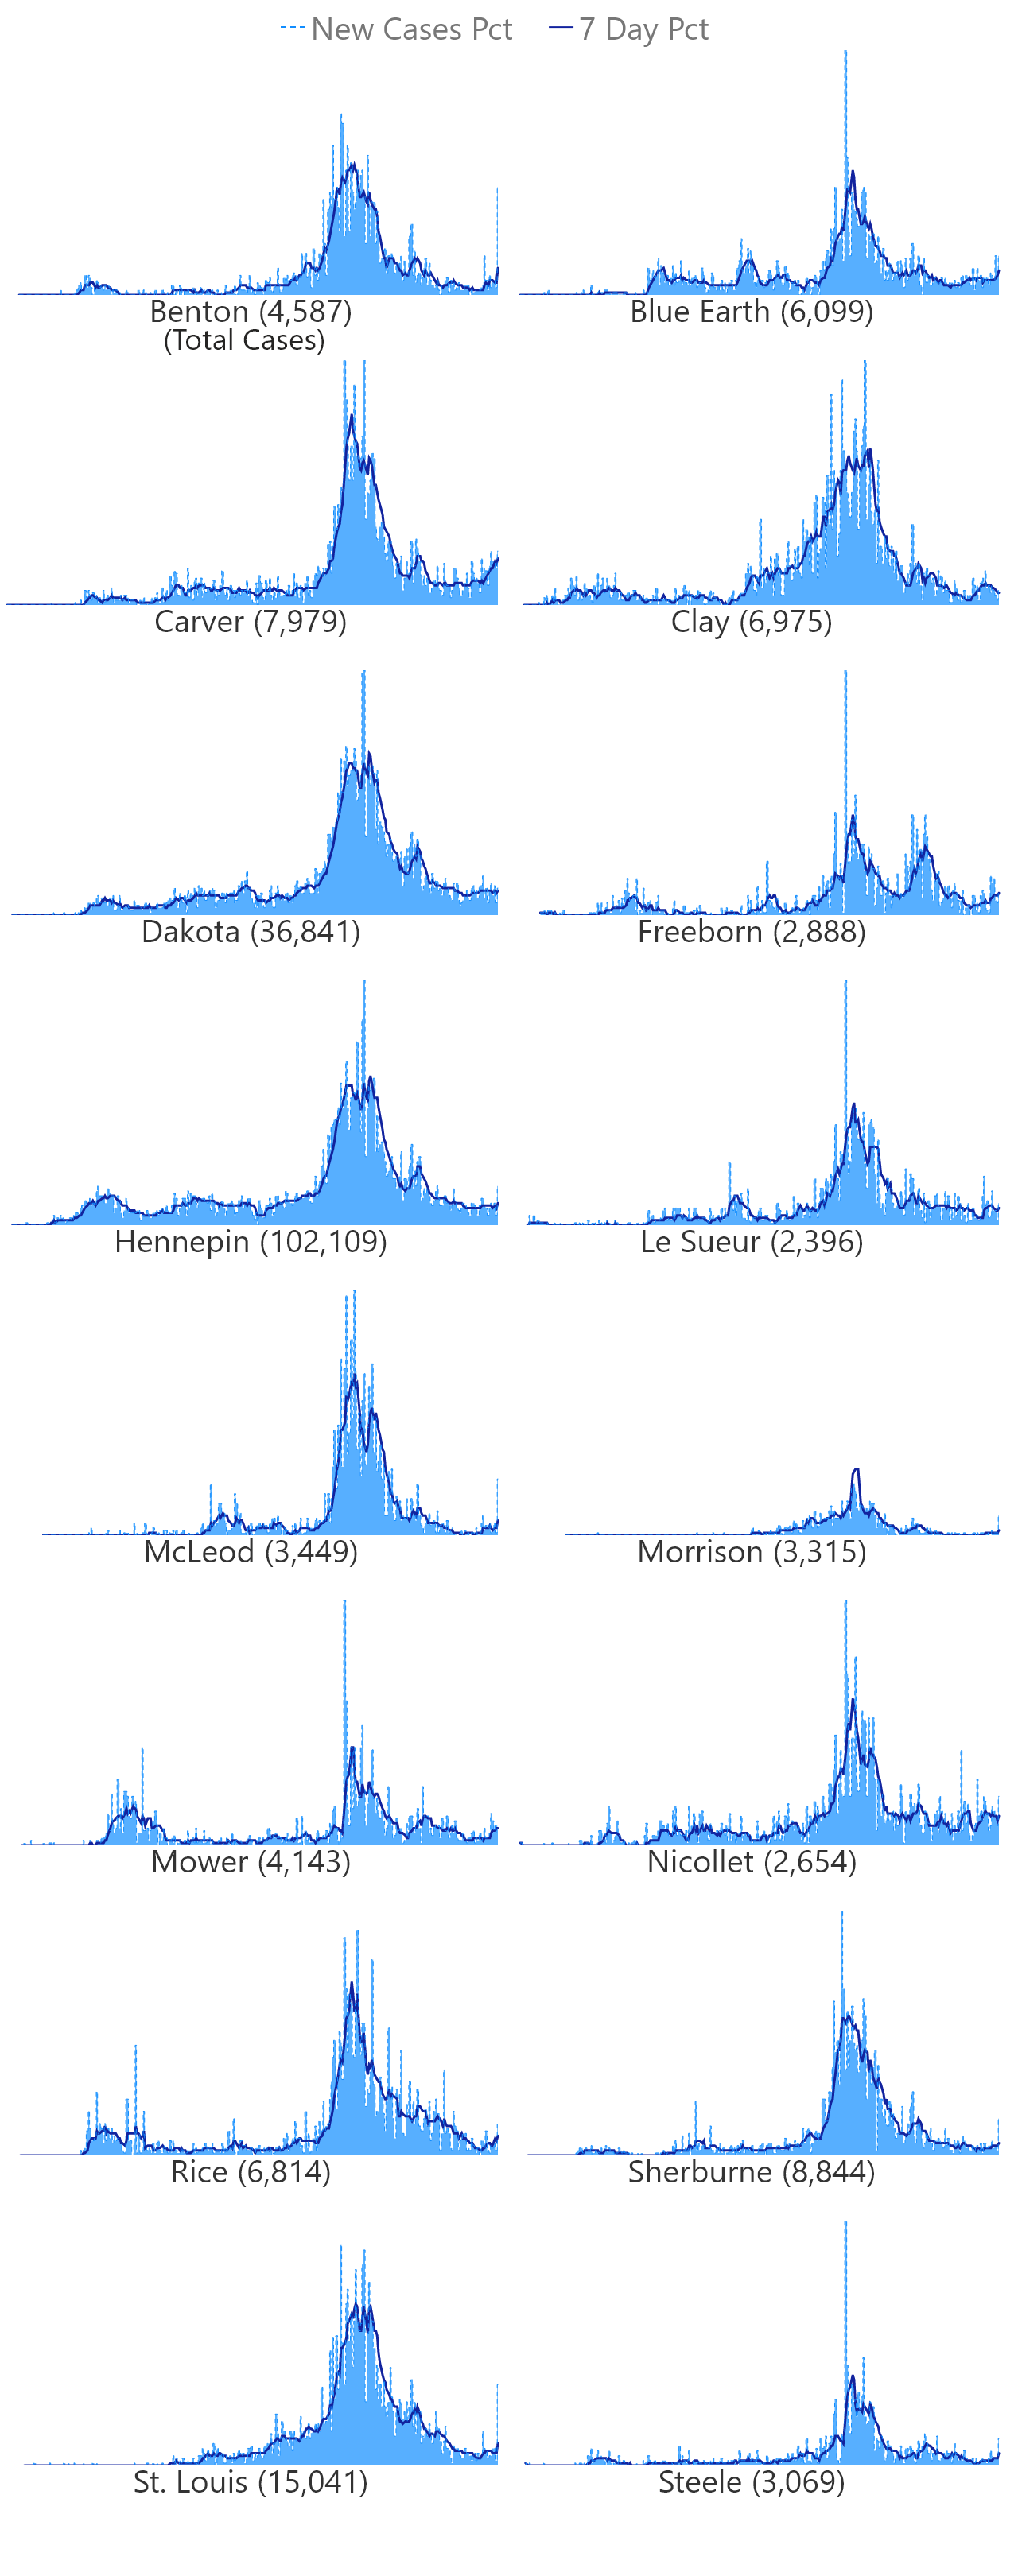 New Cases Pct 7 Day Pct
Benton (4,587) Blue Earth (6,099)
(Total Cases)
Carver (7,979) Clay (6,975)
Dakota (36,841) Freeborn (2,888)
Hennepin (102,109) Le Sueur (2,396)
McLeod (3,449) Morrison (3,315)
Mower (4,143) Nicollet (2,654)
Rice (6,814) Sherburne (8,844)
St. Louis (15,041) Steele (3,069)